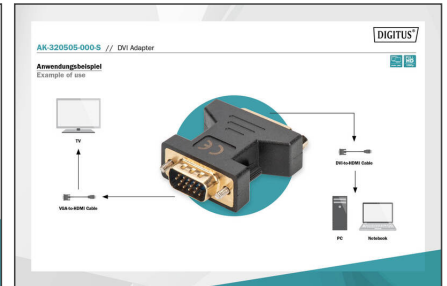 DIGITUS®
AK-320505-000-S // DVI Adapter
Anwendungsbeispiel
Example of use
HD
TV
DVI-to-HDMI Cable
VGA-to-HDMI Cable
PC
Notebook